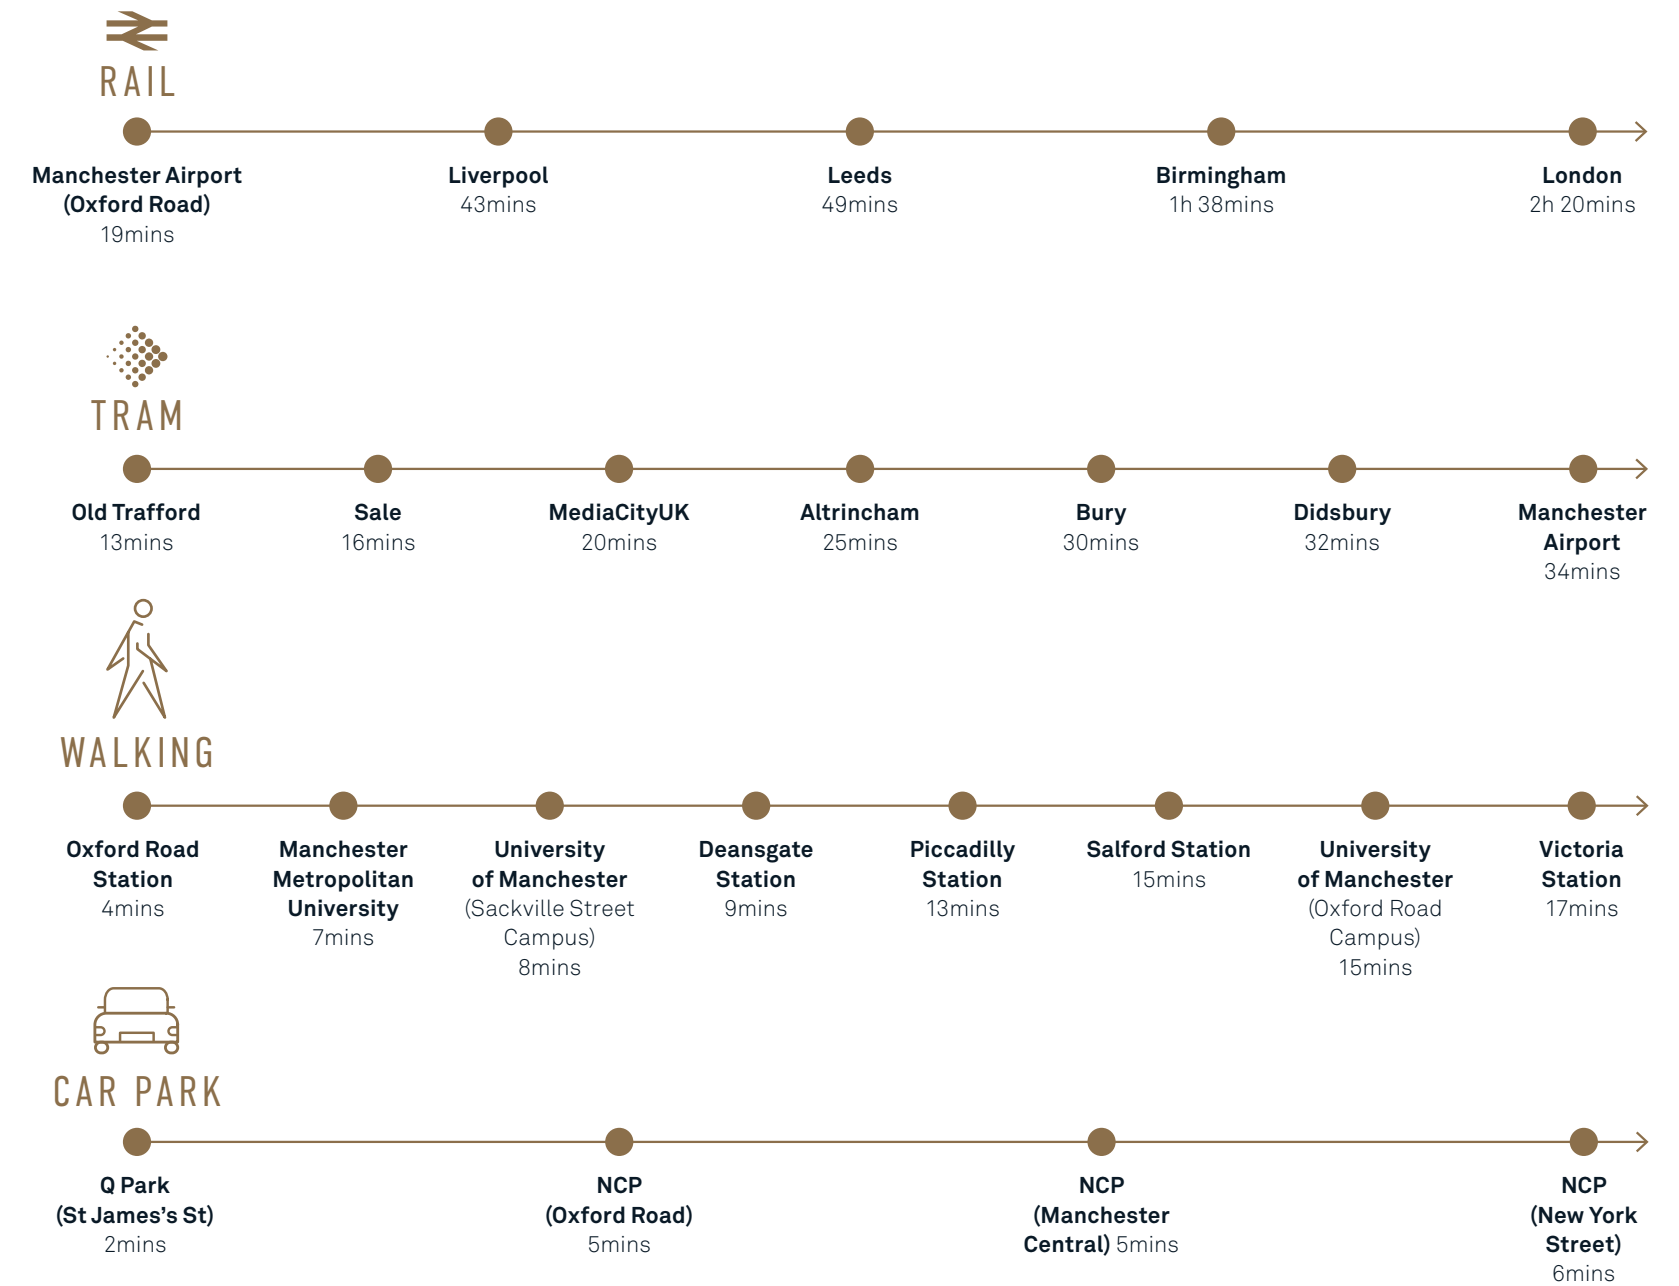 RAIL
Manchester Airport
(Oxford Road)
19mins
Liverpool
43mins
Leeds
49mins
Birmingham
1h 38mins
London
2h 20mins
TRAM
Old Trafford
13mins
Sale
16mins
MediaCityUK
20mins
Altrincham
25mins
Bury
30mins
Didsbury
32mins
Manchester
Airport
34mins
WALKING
Oxford Road
Station
4mins
Manchester
Metropolitan
University
7mins
University
of Manchester
(Sackville Street
Campus)
8mins
Deansgate
Station
9mins
Piccadilly
Station
13mins
Salford Station
15mins
University
of Manchester
(Oxford Road
Campus)
15mins
Victoria
Station
17mins
CAR PARK
Q Park
(St James’s St)
2mins
NCP
(Oxford Road)
5mins
NCP
(Manchester
Central) 5mins
NCP
(New York
Street)
6mins